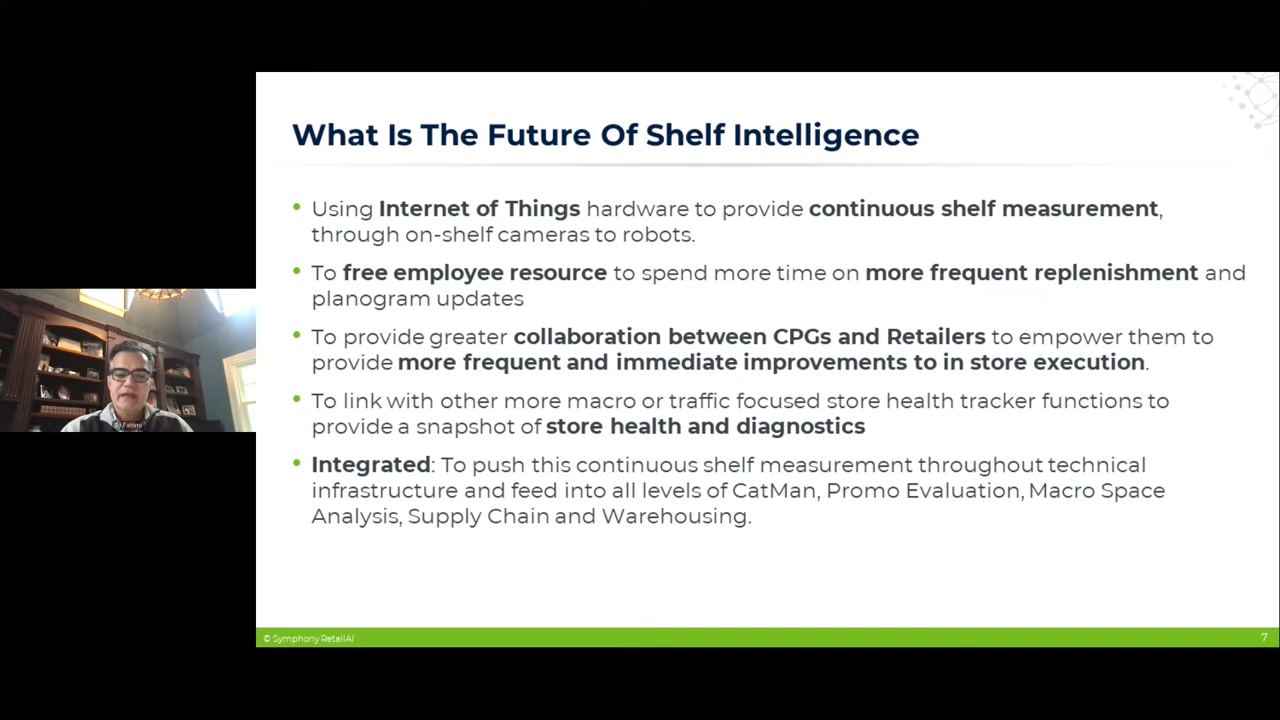 What Is The Future Of Shelf Intelligence
• Using Internet of Things hardware to provide continuous shelf measurement,
through on-shelf cameras to robots.
• To free employee resource to spend more time on more frequent replenishment and
planogram updates
• To provide greater collaboration between CPGs and Retailers to empower them to
provide more frequent and immediate improvements to in store execution.
• To link with other more macro or traffic focused store health tracker functions to
provide a snapshot of store health and diagnostics
• Integrated: To push this continuous shelf measurement throughout technical
infrastructure and feed into all levels of CatMan, Promo Evaluation, Macro Space
Analysis, Supply Chain and Warehousing.
Sy Fahimi
© Symphony RetailAI
7